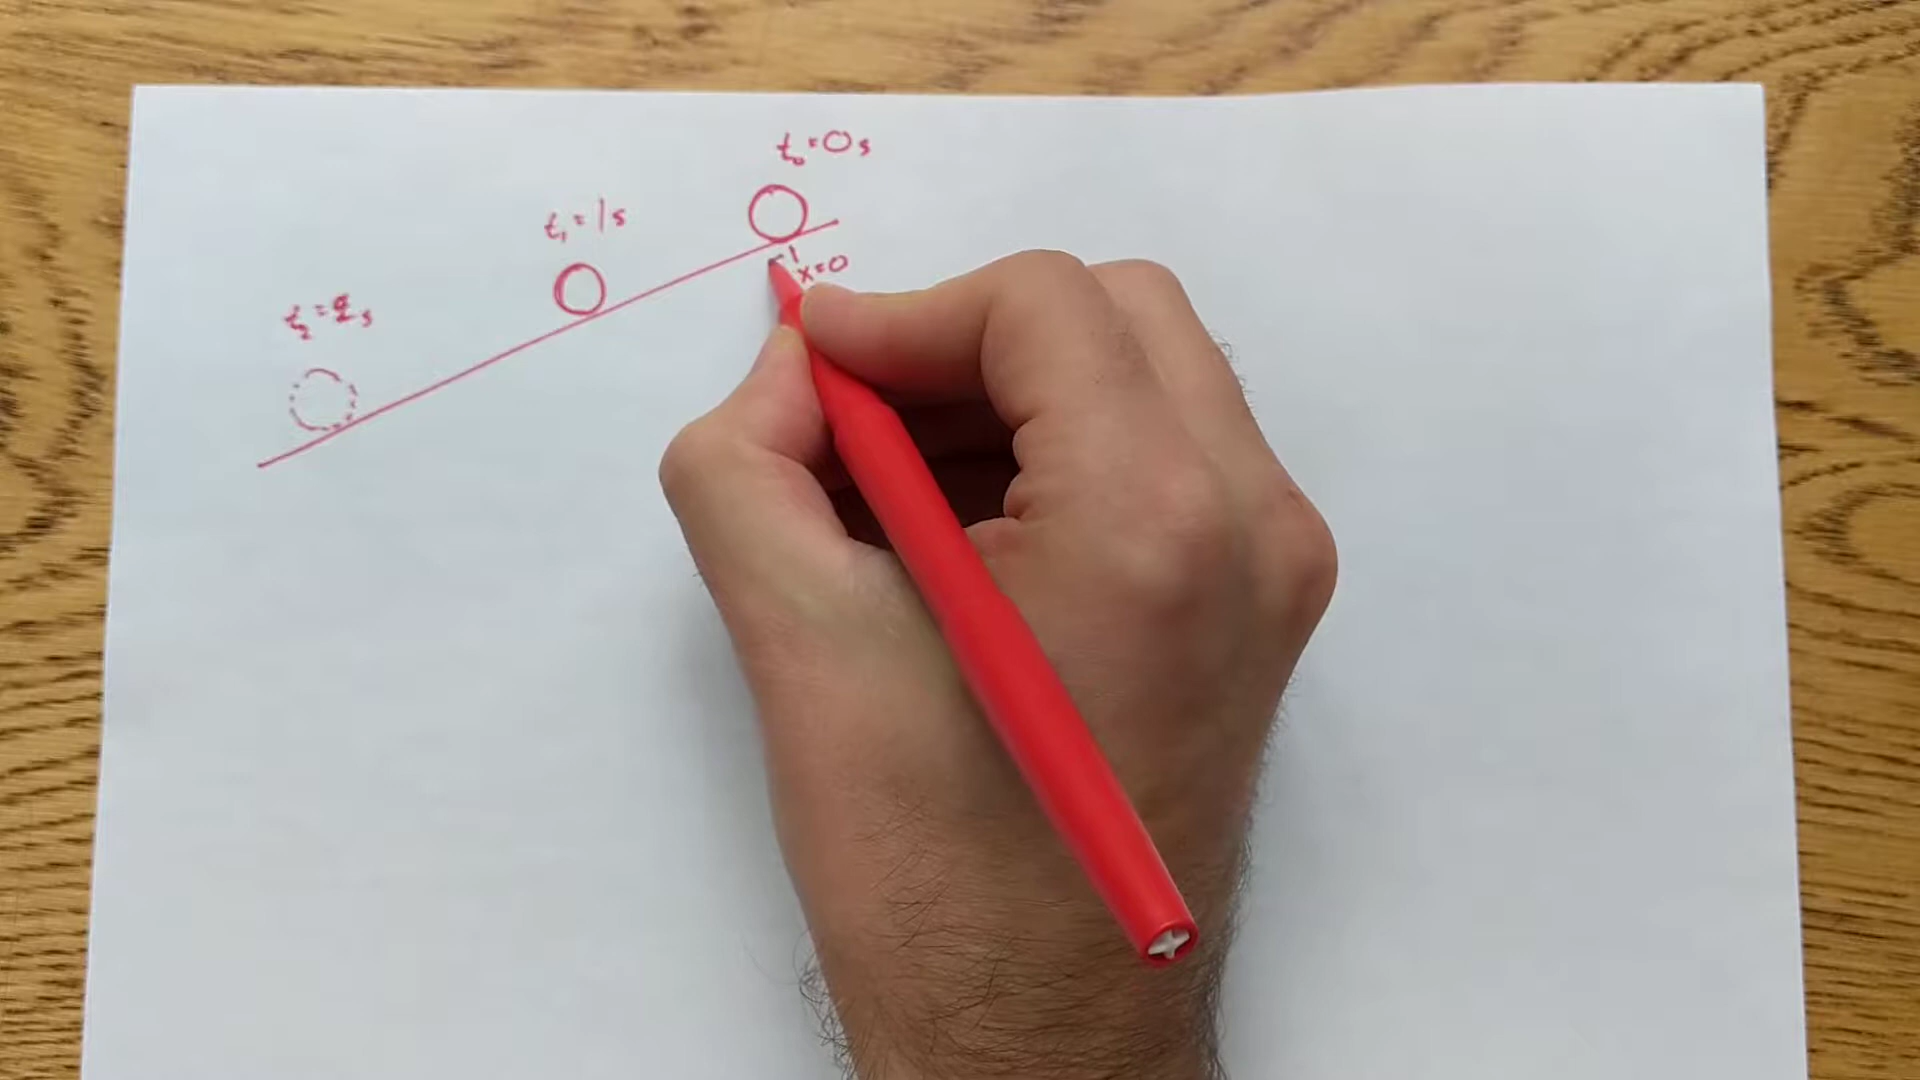 t₀=0s
t₁=1s
x=0
t₂=2s